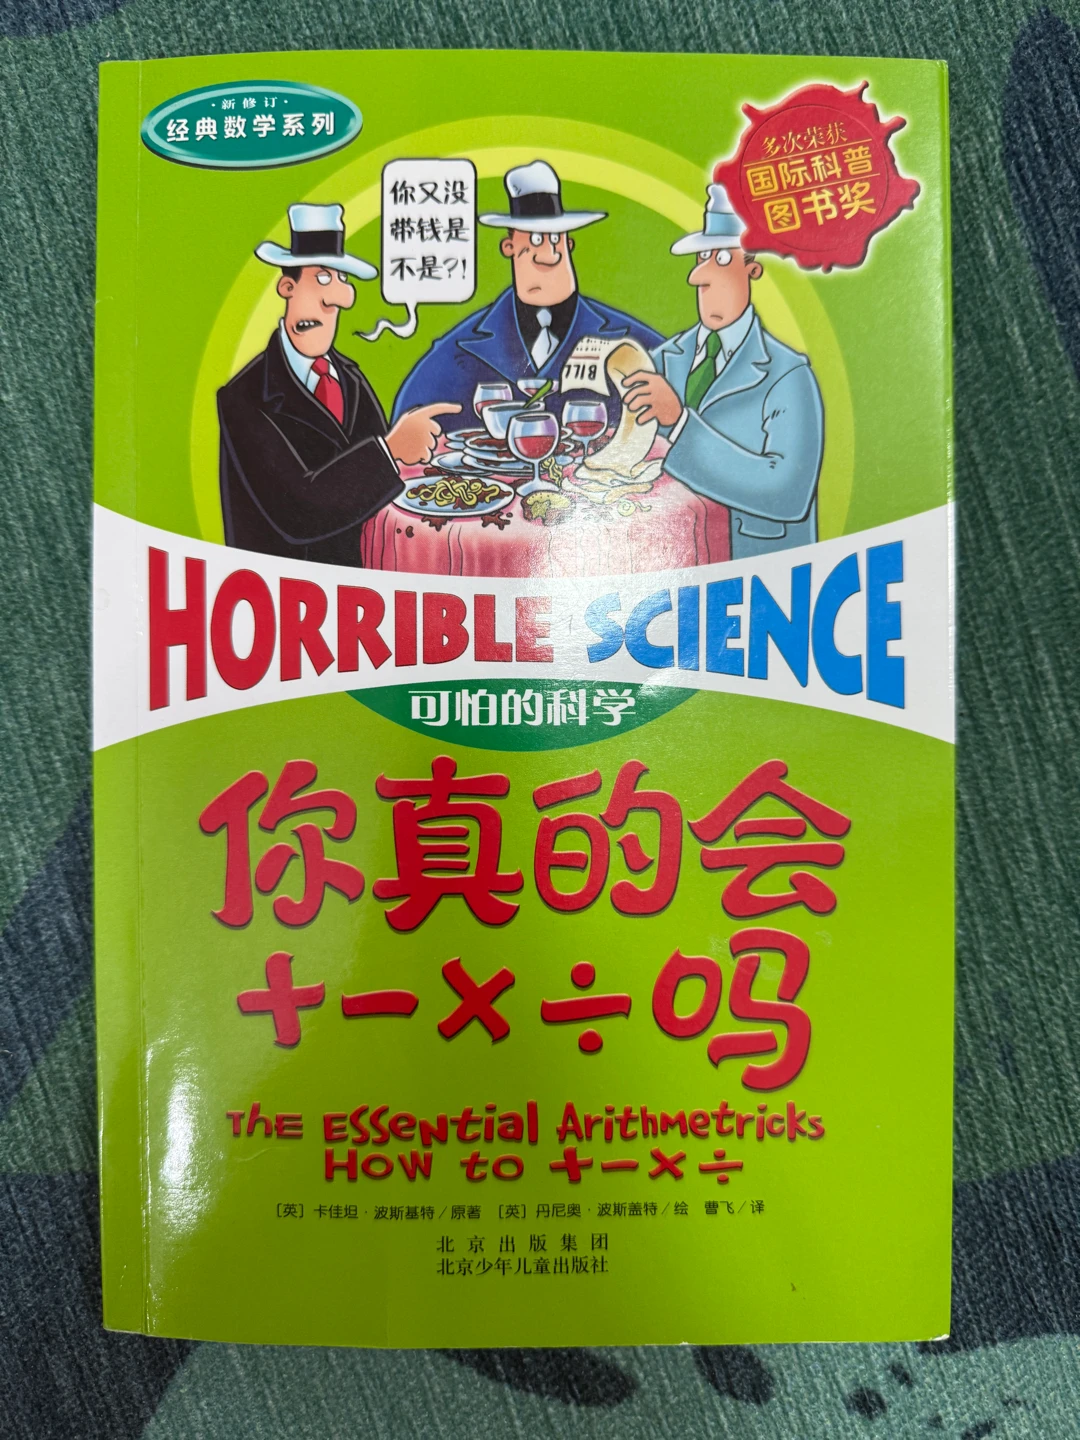 ·新修订·
经典数学系列
多次荣获
国际科普
图书奖
你又没
带钱是
不是?!
BILL
HORRIBLE SCIENCE
可怕的科学
你真的会
+-×÷吗
The Essential Arithmetricks
How to +-×÷
［英］卡佳坦·波斯基特／原著 ［英］丹尼奥·波斯盖特／绘 曹飞／译
北京出版集团
北京少年儿童出版社